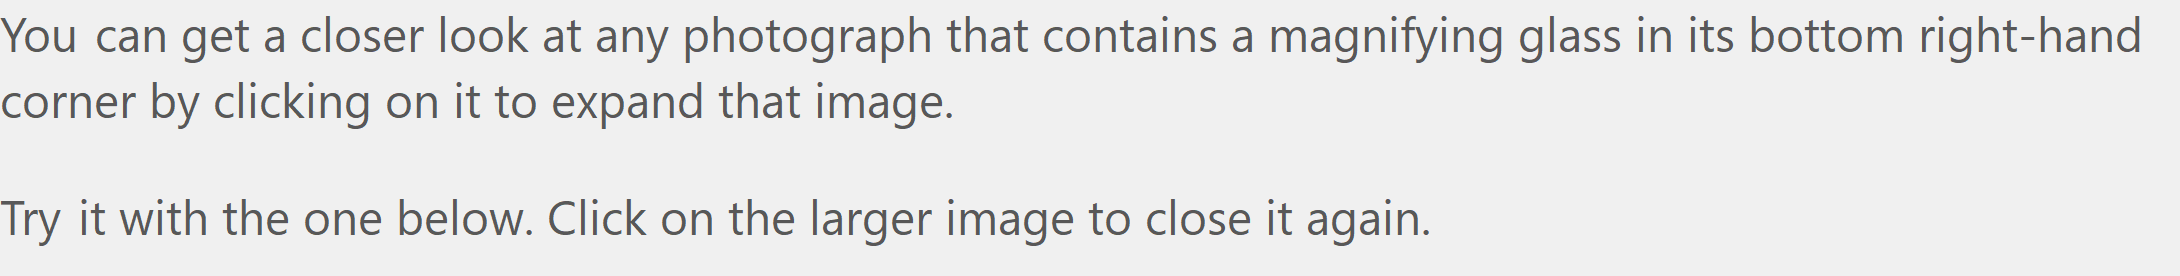 You can get a closer look at any photograph that contains a magnifying glass in its bottom right-hand
corner by clicking on it to expand that image.
Try it with the one below. Click on the larger image to close it again.